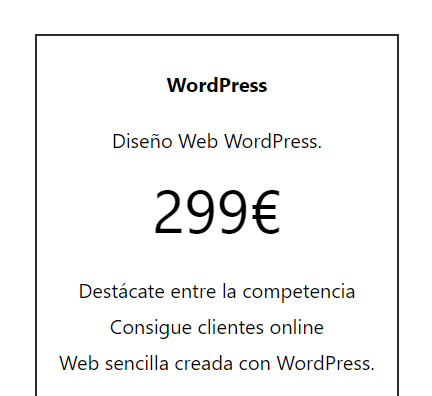 WordPress
Diseño Web WordPress.
299€
Destácate entre la competencia
Consigue clientes online
Web sencilla creada con WordPress.